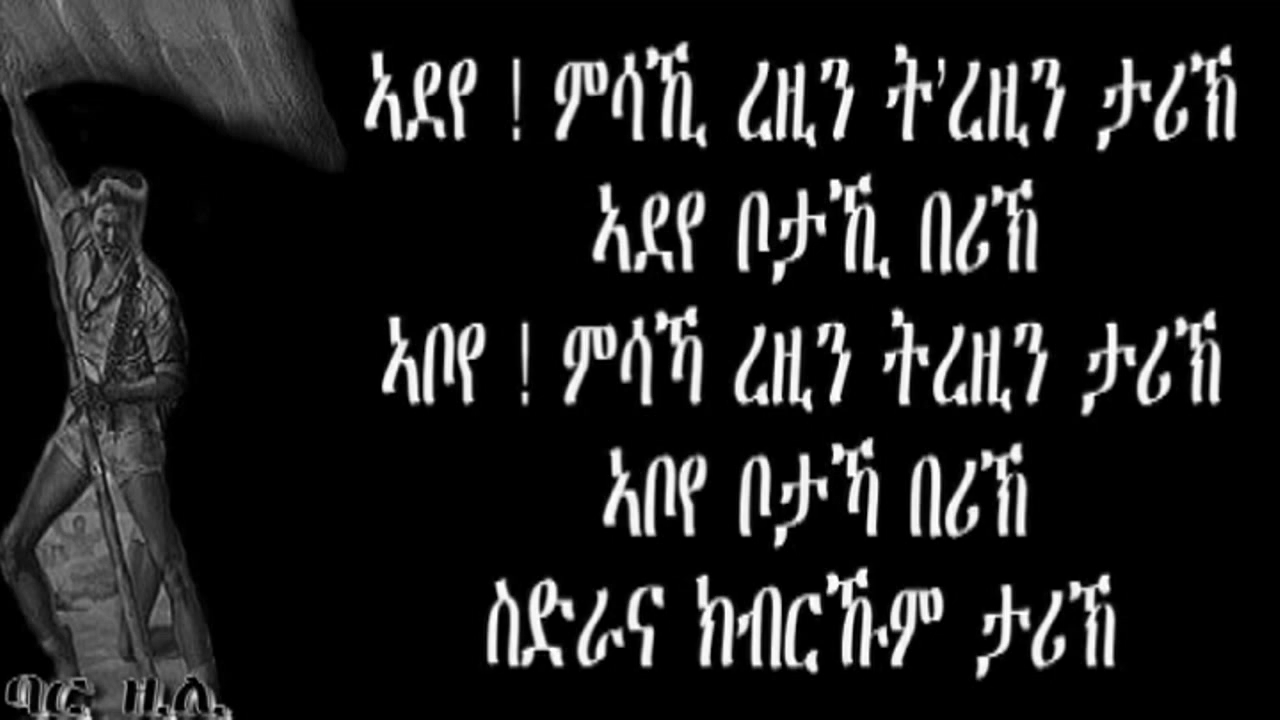 ኣደየ ! ምሳኺ ረዚን ት'ረዚን ታሪኽ
ኣደየ ቦታኺ በሪኽ
ኣቦየ ! ምሳኻ ረዚን ትረዚን ታሪኽ
ኣቦየ ቦታኻ በሪኽ
ስድራና ክብርኹም ታሪኽ